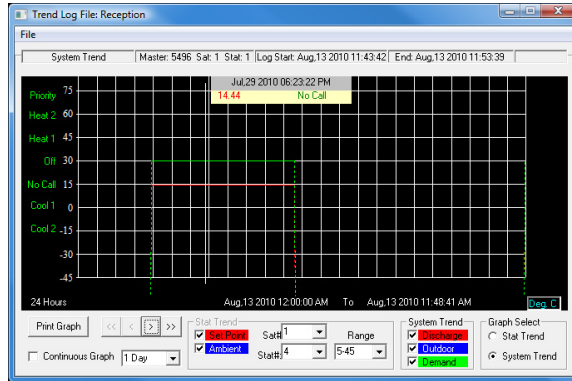 Trend Log File: Reception
File
System Trend Master: 5496 Sat: 1 Stat: 1 Log Start: Aug,13 2010 11:43:42 End: Aug,13 2010 11:53:39
Jul,29 2010 06:23:22 PM
14.44 No Call
Priority 75
Heat 2 60
Heat 1 45
Off 30
No Call 15
Cool 1 0
Cool 2 -15
-30
-45
24 Hours Aug,13 2010 12:00:00 AM To Aug,13 2010 11:48:41 AM Deg. C
Print Graph << < > >> Stat Trend System Trend Graph Select
Set Point Sat# 1 Range Discharge Stat Trend
Ambient Stat# 4 5-45 Outdoor System Trend
Continuous Graph 1 Day Demand